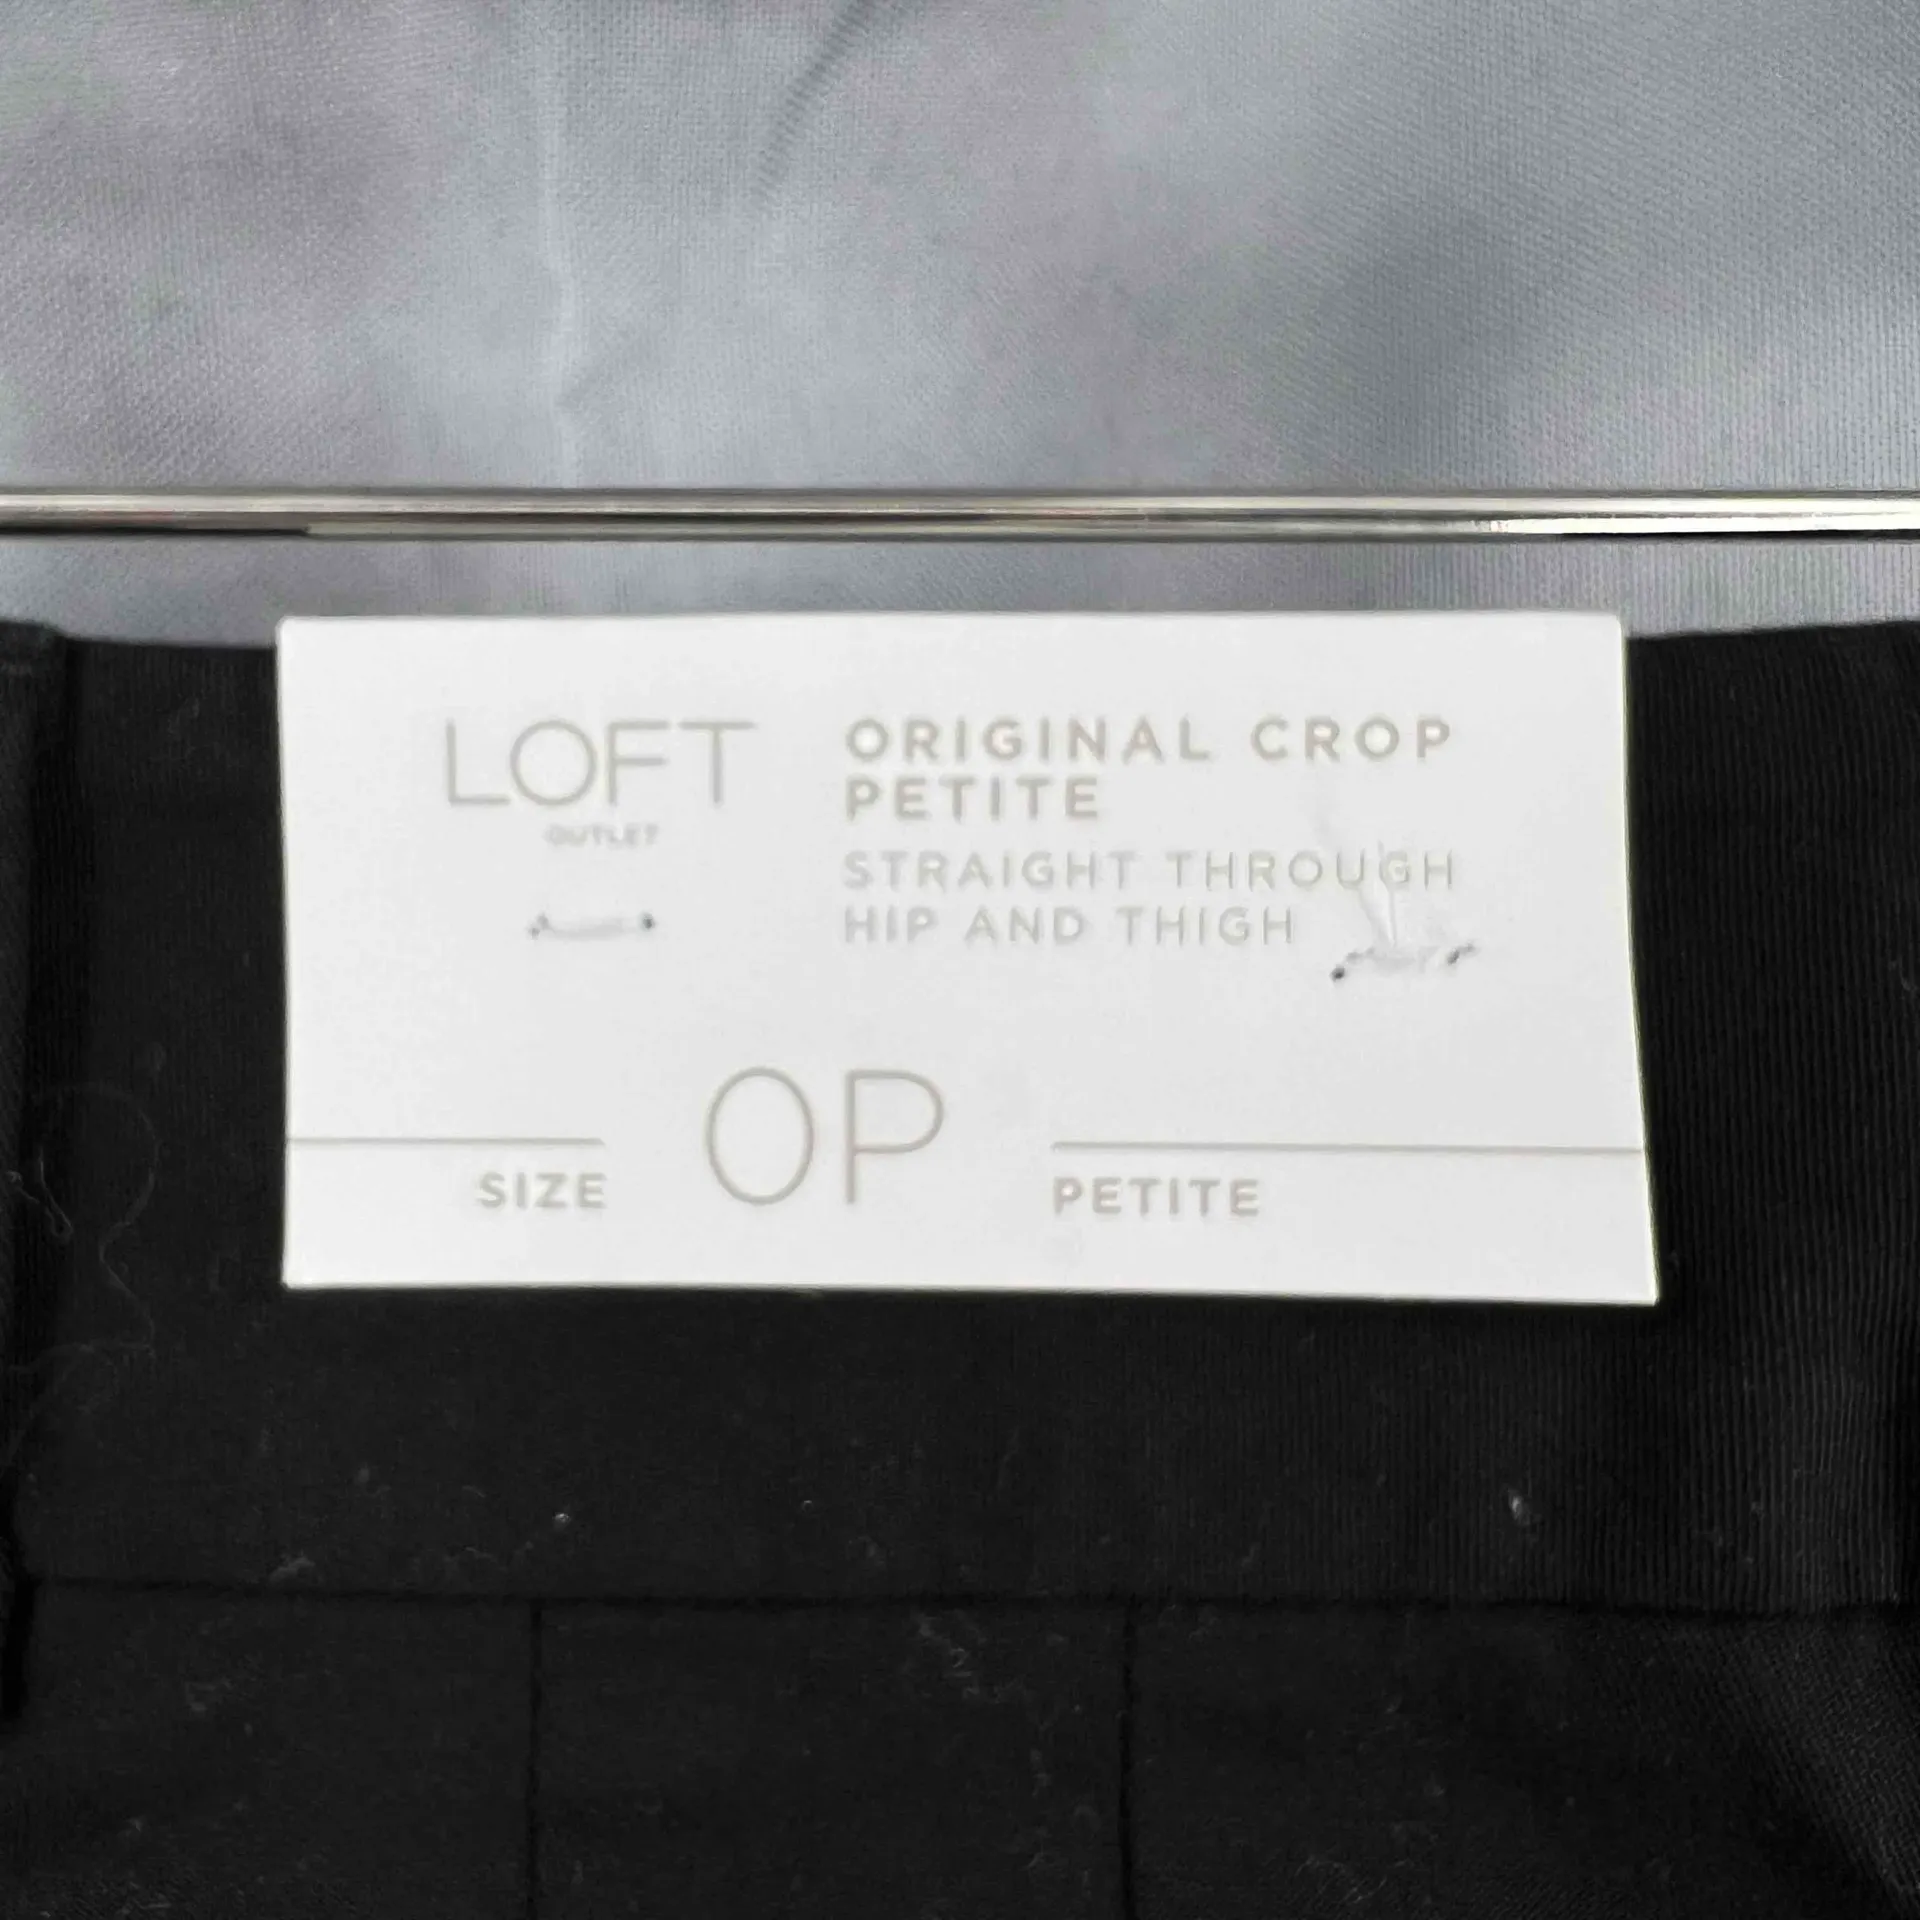 LOFT
OUTLET
ORIGINAL CROP
PETITE
STRAIGHT THROUGH
HIP AND THIGH
SIZE
0P
PETITE